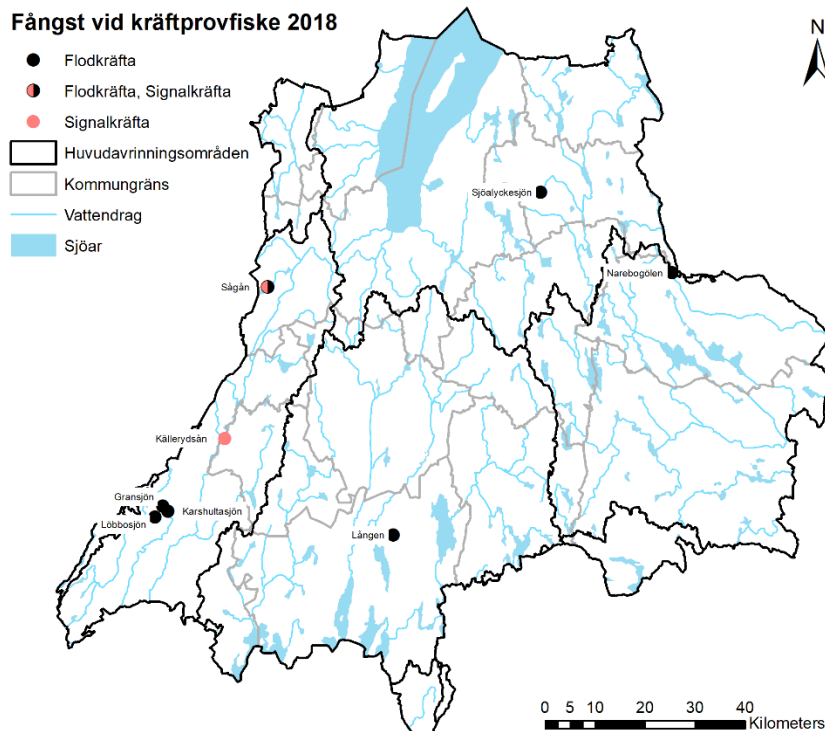 Fångst vid kräftprovfiske 2018
Flodkräfta
Flodkräfta, Signalkräfta
Signalkräfta
Huvudavrinningsområden
Kommungräns
Vattendrag
Sjöar
N
Sjöalyckesjön
Narebogölen
Sågån
Källerydsån
Gransjön
Karshultasjön
Löbbosjön
Lången
0 5 10 20 30 40
Kilometers